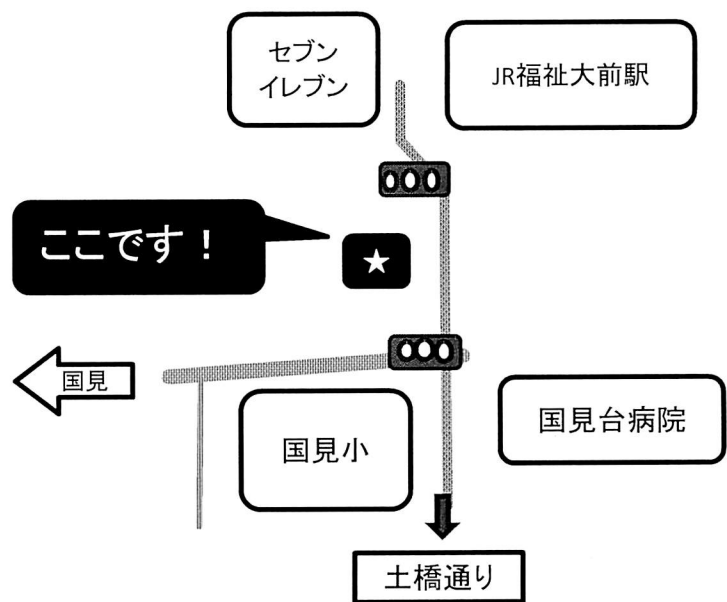 セブン
イレブン
JR福祉大前駅
ここです！
国見
国見小
国見台病院
土橋通り